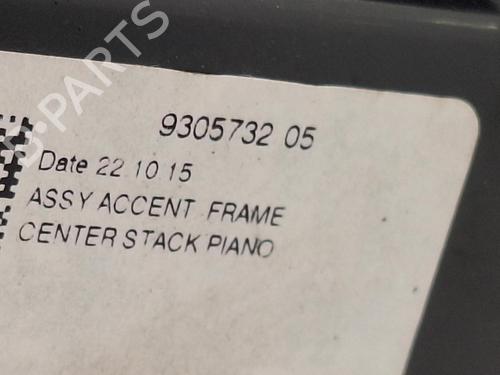 9305732 05
Date 22 10 15
ASSY ACCENT FRAME
CENTER STACK PIANO
B-PARTS